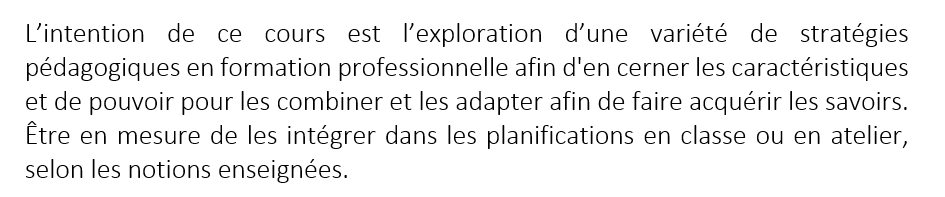 L’intention de ce cours est l’exploration d’une variété de stratégies
pédagogiques en formation professionnelle afin d'en cerner les caractéristiques
et de pouvoir pour les combiner et les adapter afin de faire acquérir les savoirs.
Être en mesure de les intégrer dans les planifications en classe ou en atelier,
selon les notions enseignées.